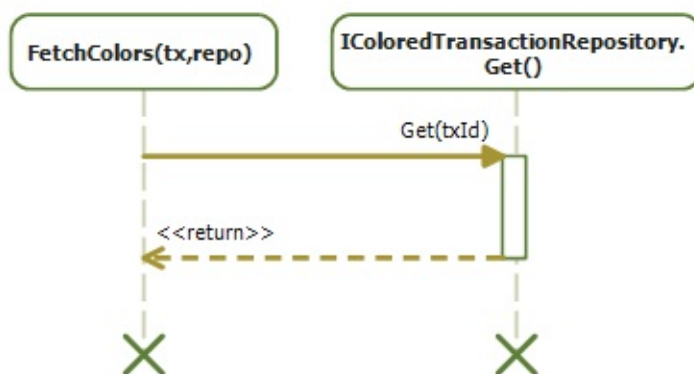 FetchColors(tx,repo)
IColoredTransactionRepository.
Get()
Get(txId)
<<return>>